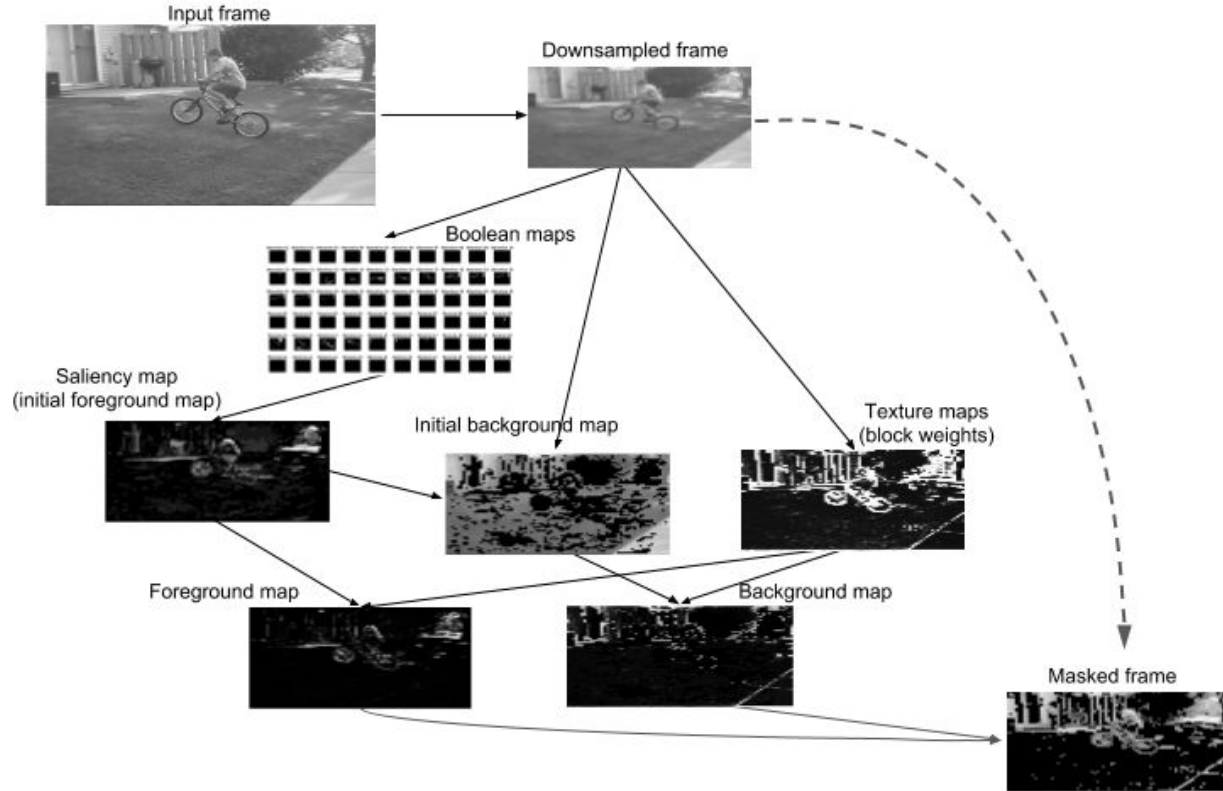 Input frame
Downsampled frame
Boolean maps
Saliency map
(initial foreground map)
Initial background map
Texture maps
(block weights)
Foreground map
Background map
Masked frame